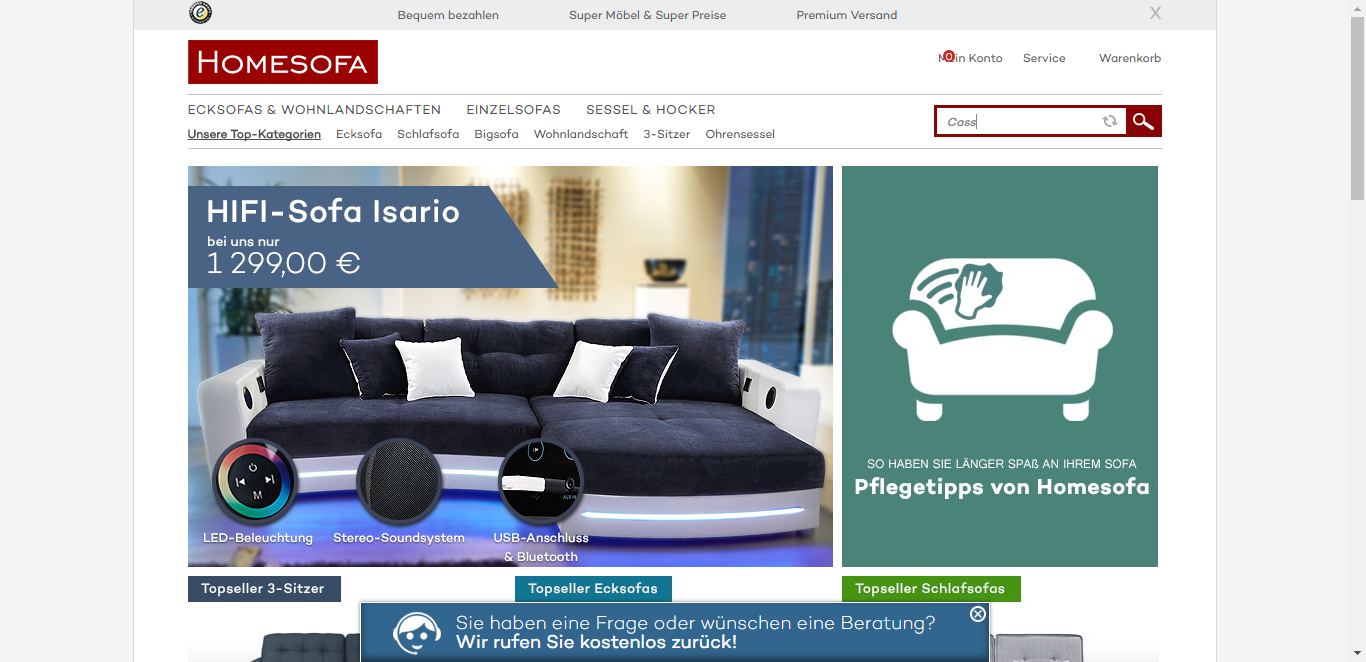 Bequem bezahlen
Super Möbel & Super Preise
Premium Versand
X
HOMESOFA
0
Mein Konto
Service
Warenkorb
ECKSOFAS & WOHNLANDSCHAFTEN
EINZELSOFAS
SESSEL & HOCKER
Cass
Unsere Top-Kategorien
Ecksofa
Schlafsofa
Bigsofa
Wohnlandschaft
3-Sitzer
Ohrensessel
HIFI-Sofa Isario
bei uns nur
1 299,00 €
M
AUX IN
LED-Beleuchtung
Stereo-Soundsystem
USB-Anschluss
& Bluetooth
SO HABEN SIE LÄNGER SPAß AN IHREM SOFA
Pflegetipps von Homesofa
Topseller 3-Sitzer
Topseller Ecksofas
Topseller Schlafsofas
Sie haben eine Frage oder wünschen eine Beratung?
Wir rufen Sie kostenlos zurück!